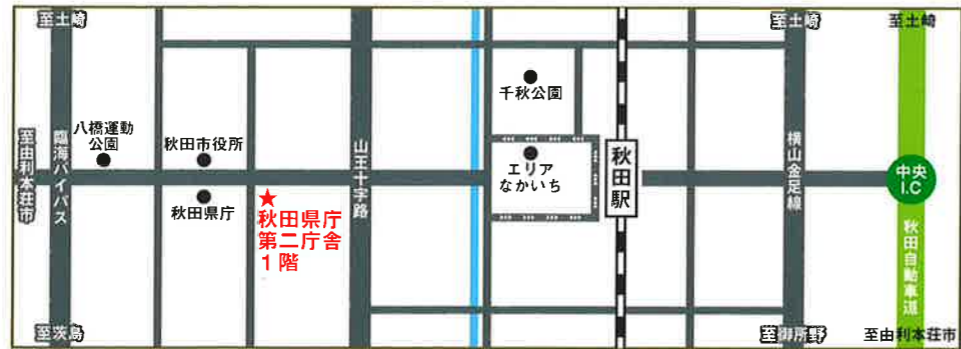 至土崎
至土崎
至土崎
千秋公園
八橋運動
公園
秋田市役所
エリア
なかいち
秋田駅
中央
I.C
至由利本荘市
臨海バイパス
山王十字路
横山金足線
秋田県庁
★
秋田県庁
第二庁舎
1階
秋田自動車道
至茨島
至御所野
至由利本荘市